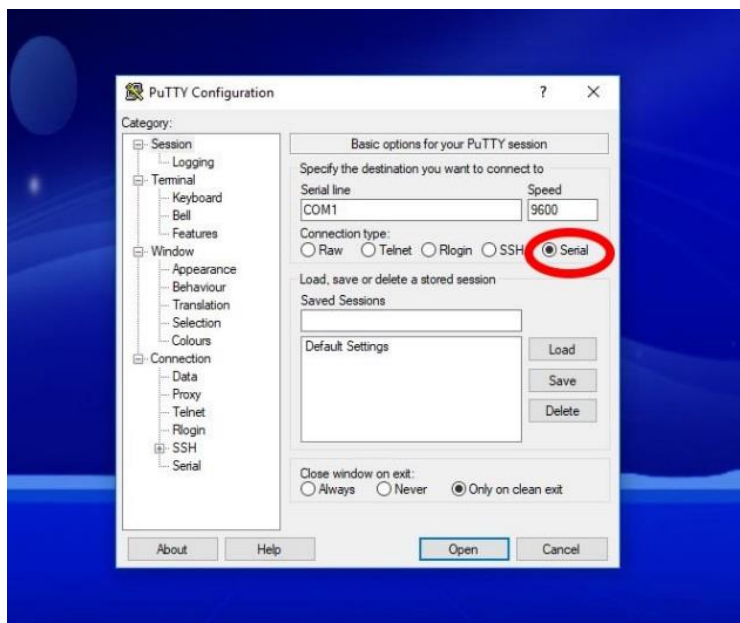 PuTTY Configuration
?
Category:
Session
Logging
Terminal
Keyboard
Bell
Features
Window
Appearance
Behaviour
Translation
Selection
Colours
Connection
Data
Proxy
Telnet
Rlogin
SSH
Serial
Basic options for your PuTTY session
Specify the destination you want to connect to
Serial line Speed
COM1 9600
Connection type:
Raw Telnet Rlogin SSH Serial
Load, save or delete a stored session
Saved Sessions
Default Settings
Load
Save
Delete
Close window on exit:
Always Never Only on clean exit
About Help Open Cancel